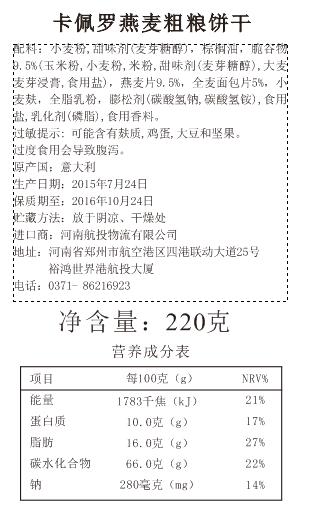 卡佩罗燕麦粗粮饼干
配料: 小麦粉,甜味剂(麦芽糖醇), 棕榈油, 脆谷物
9.5%(玉米粉,小麦粉,米粉,甜味剂(麦芽糖醇),大麦
麦芽浸膏,食用盐), 燕麦片9.5%, 全麦面包片5%, 小
麦麸, 全脂乳粉, 膨松剂(碳酸氢钠,碳酸氢铵),食用
盐,乳化剂(磷脂),食用香料。
过敏提示: 可能含有麸质,鸡蛋,大豆和坚果。
过度食用会导致腹泻。
原产国: 意大利
生产日期: 2015年7月24日
保质期至: 2016年10月24日
贮藏方法: 放于阴凉、干燥处
进口商: 河南航投物流有限公司
地址: 河南省郑州市航空港区四港联动大道25号
裕鸿世界港航投大厦
电话: 0371- 86216923
净含量: 220克
营养成分表
项目 每100克 (g) NRV%
能量 1783千焦 (kJ) 21%
蛋白质 10.0克 (g) 17%
脂肪 16.0克 (g) 27%
碳水化合物 66.0克 (g) 22%
钠 280毫克 (mg) 14%